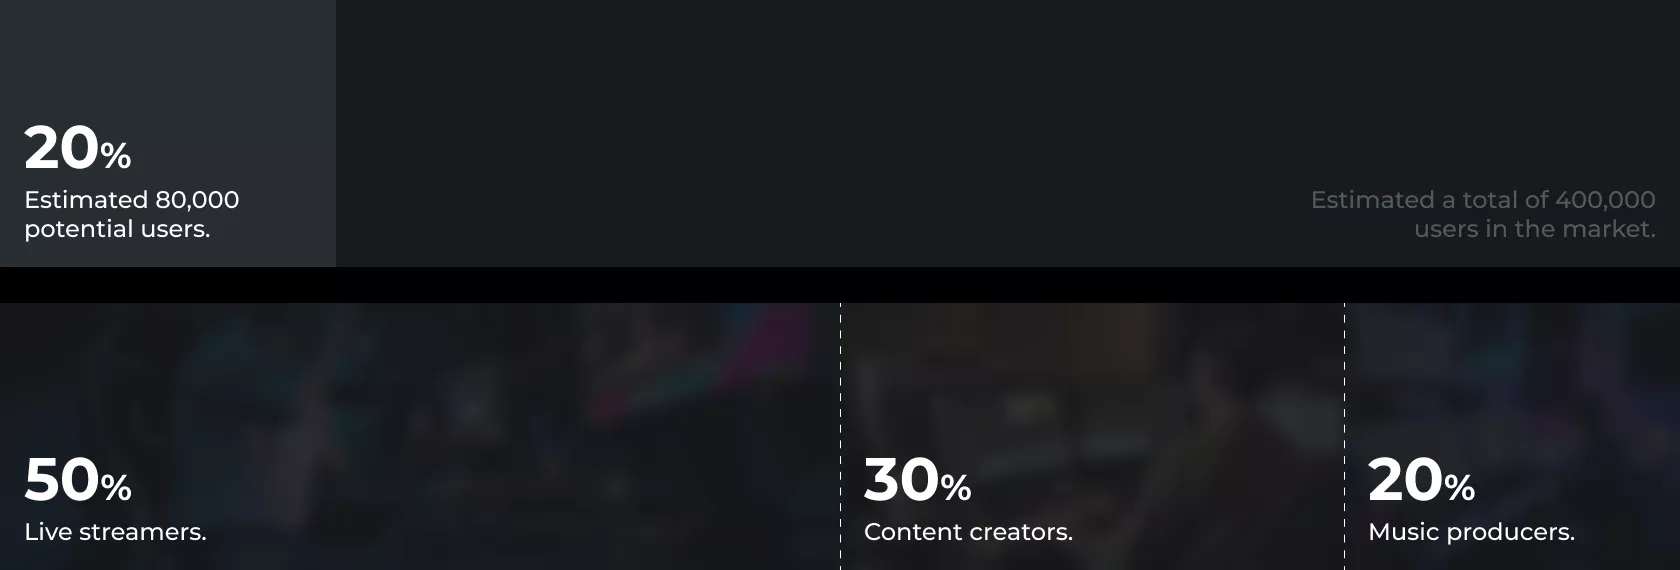 20%
Estimated 80,000
potential users.
Estimated a total of 400,000
users in the market.
50%
Live streamers.
30%
Content creators.
20%
Music producers.